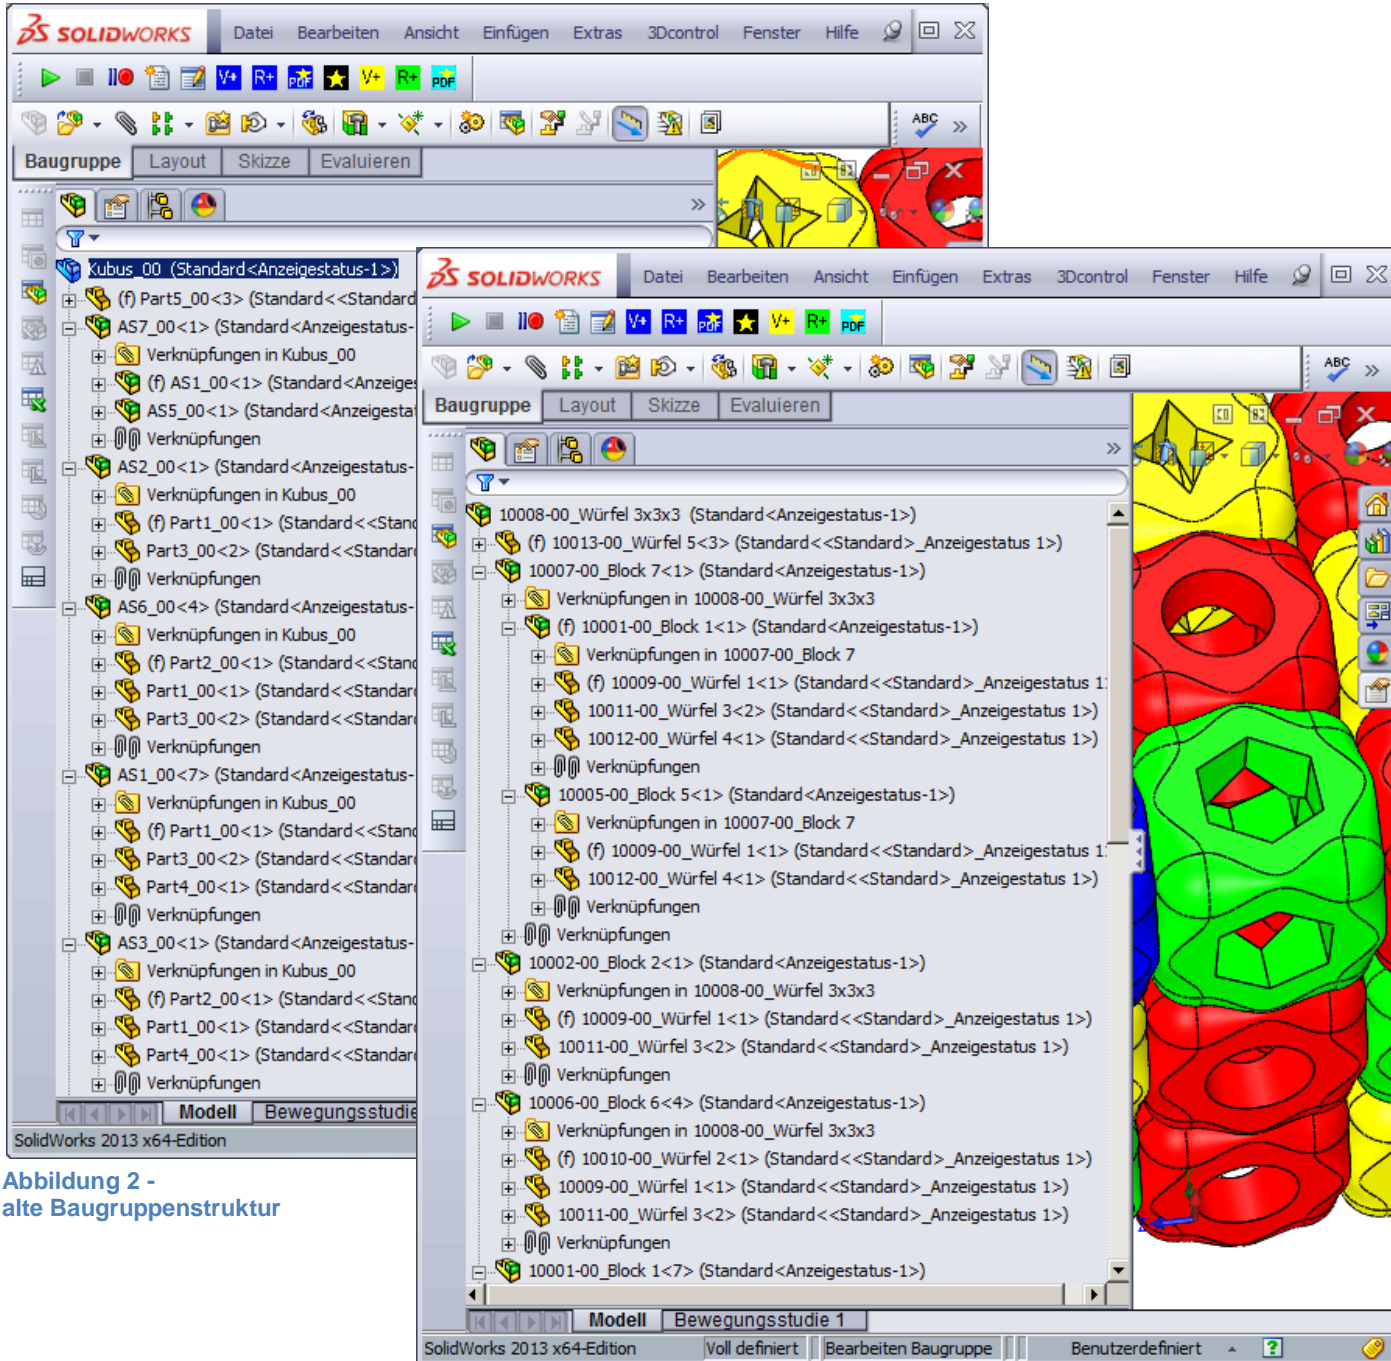 SOLIDWORKS Datei Bearbeiten Ansicht Einfügen Extras 3Dcontrol Fenster Hilfe
V+ R+ PDF V+ R+ PDF
ABC
Baugruppe Layout Skizze Evaluieren
Kubus_00 (Standard<Anzeigestatus-1>)
(f) Part5_00<3> (Standard<<Standard
AS7_00<1> (Standard<Anzeigestatus-
Verknüpfungen in Kubus_00
(f) AS1_00<1> (Standard<Anzeiges
AS5_00<1> (Standard<Anzeigestat
Verknüpfungen
AS2_00<1> (Standard<Anzeigestatus-
Verknüpfungen in Kubus_00
(f) Part1_00<1> (Standard<<Stand
Part3_00<2> (Standard<<Standard
Verknüpfungen
AS6_00<4> (Standard<Anzeigestatus-
Verknüpfungen in Kubus_00
(f) Part2_00<1> (Standard<<Stand
Part1_00<1> (Standard<<Standar
Part3_00<2> (Standard<<Standar
Verknüpfungen
AS1_00<7> (Standard<Anzeigestatus-
Verknüpfungen in Kubus_00
(f) Part1_00<1> (Standard<<Stand
Part3_00<2> (Standard<<Standar
Part4_00<1> (Standard<<Standar
Verknüpfungen
AS3_00<1> (Standard<Anzeigestatus-
Verknüpfungen in Kubus_00
(f) Part2_00<1> (Standard<<Stand
Part1_00<1> (Standard<<Standar
Part4_00<1> (Standard<<Standar
Verknüpfungen
Modell Bewegungsstudie
SolidWorks 2013 x64-Edition
Abbildung 2 -
alte Baugruppenstruktur
SOLIDWORKS Datei Bearbeiten Ansicht Einfügen Extras 3Dcontrol Fenster Hilfe
V+ R+ PDF V+ R+ PDF
ABC
Baugruppe Layout Skizze Evaluieren
10008-00_Würfel 3x3x3 (Standard<Anzeigestatus-1>)
(f) 10013-00_Würfel 5<3> (Standard<<Standard>_Anzeigestatus 1>)
10007-00_Block 7<1> (Standard<Anzeigestatus-1>)
Verknüpfungen in 10008-00_Würfel 3x3x3
(f) 10001-00_Block 1<1> (Standard<Anzeigestatus-1>)
Verknüpfungen in 10007-00_Block 7
(f) 10009-00_Würfel 1<1> (Standard<<Standard>_Anzeigestatus 1
10011-00_Würfel 3<2> (Standard<<Standard>_Anzeigestatus 1>)
10012-00_Würfel 4<1> (Standard<<Standard>_Anzeigestatus 1>)
Verknüpfungen
10005-00_Block 5<1> (Standard<Anzeigestatus-1>)
Verknüpfungen in 10007-00_Block 7
(f) 10009-00_Würfel 1<1> (Standard<<Standard>_Anzeigestatus 1
10012-00_Würfel 4<1> (Standard<<Standard>_Anzeigestatus 1>)
Verknüpfungen
Verknüpfungen
10002-00_Block 2<1> (Standard<Anzeigestatus-1>)
Verknüpfungen in 10008-00_Würfel 3x3x3
(f) 10009-00_Würfel 1<1> (Standard<<Standard>_Anzeigestatus 1>)
10011-00_Würfel 3<2> (Standard<<Standard>_Anzeigestatus 1>)
Verknüpfungen
10006-00_Block 6<4> (Standard<Anzeigestatus-1>)
Verknüpfungen in 10008-00_Würfel 3x3x3
(f) 10010-00_Würfel 2<1> (Standard<<Standard>_Anzeigestatus 1>)
10009-00_Würfel 1<1> (Standard<<Standard>_Anzeigestatus 1>)
10011-00_Würfel 3<2> (Standard<<Standard>_Anzeigestatus 1>)
Verknüpfungen
10001-00_Block 1<7> (Standard<Anzeigestatus-1>)
Modell Bewegungsstudie 1
SolidWorks 2013 x64-Edition Voll definiert Bearbeiten Baugruppe Benutzerdefiniert